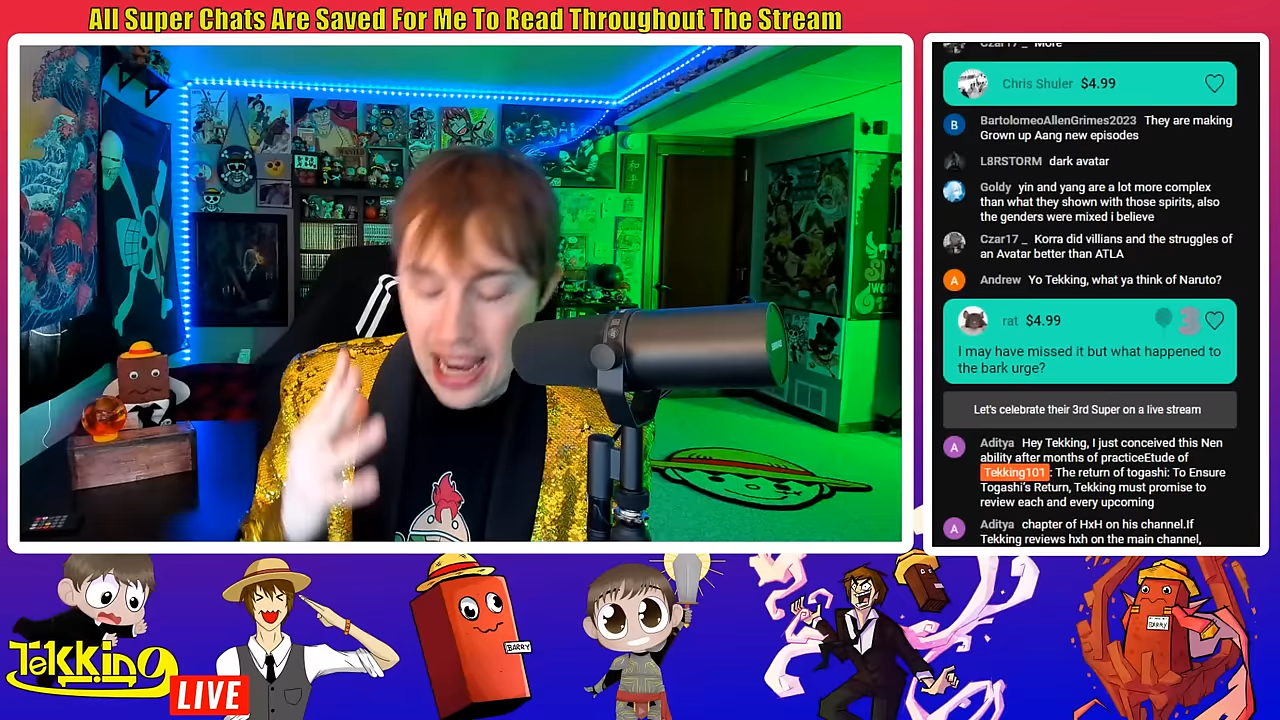 All Super Chats Are Saved For Me To Read Throughout The Stream
Czar17 _ More
Chris Shuler $4.99
B BartolomeoAllenGrimes2023 They are making
Grown up Aang new episodes
L8RSTORM dark avatar
Goldy yin and yang are a lot more complex
than what they shown with those spirits, also
the genders were mixed i believe
Czar17 _ Korra did villians and the struggles of
an Avatar better than ATLA
A Andrew Yo Tekking, what ya think of Naruto?
rat $4.99 3
I may have missed it but what happened to
the bark urge?
Let's celebrate their 3rd Super on a live stream
A Aditya Hey Tekking, I just conceived this Nen
ability after months of practiceEtude of
Tekking101: The return of togashi: To Ensure
Togashi's Return, Tekking must promise to
review each and every upcoming
A Aditya chapter of HxH on his channel.If
Tekking reviews hxh on the main channel,
WANTED
TEKKING
LIVE
BARRY
BARRY